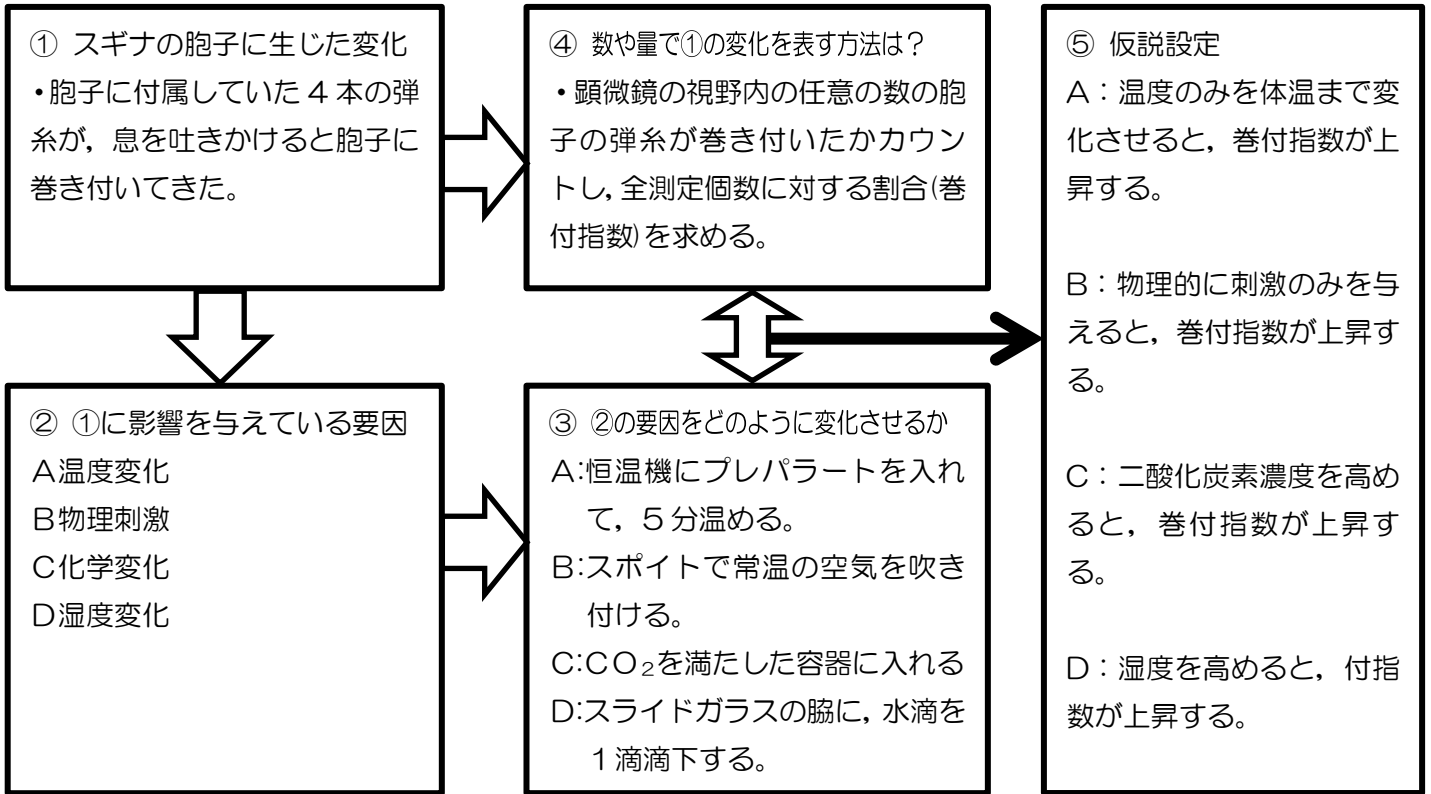 ① スギナの胞子に生じた変化
・胞子に付属していた 4 本の弾
糸が，息を吐きかけると胞子に
巻き付いてきた。
② ①に影響を与えている要因
A温度変化
B物理刺激
C化学変化
D湿度変化
④ 数や量で①の変化を表す方法は？
・顕微鏡の視野内の任意の数の胞
子の弾糸が巻き付いたかカウン
トし，全測定個数に対する割合(巻
付指数)を求める。
③ ②の要因をどのように変化させるか
A:恒温機にプレパラートを入れ
て，５分温める。
B:スポイトで常温の空気を吹き
付ける。
C:CO₂を満たした容器に入れる
D:スライドガラスの脇に，水滴を
１滴滴下する。
⑤ 仮説設定
A：温度のみを体温まで変
化させると，巻付指数が上
昇する。
B：物理的に刺激のみを与
えると，巻付指数が上昇す
る。
C：二酸化炭素濃度を高め
ると，巻付指数が上昇す
る。
D：湿度を高めると，付指
数が上昇する。